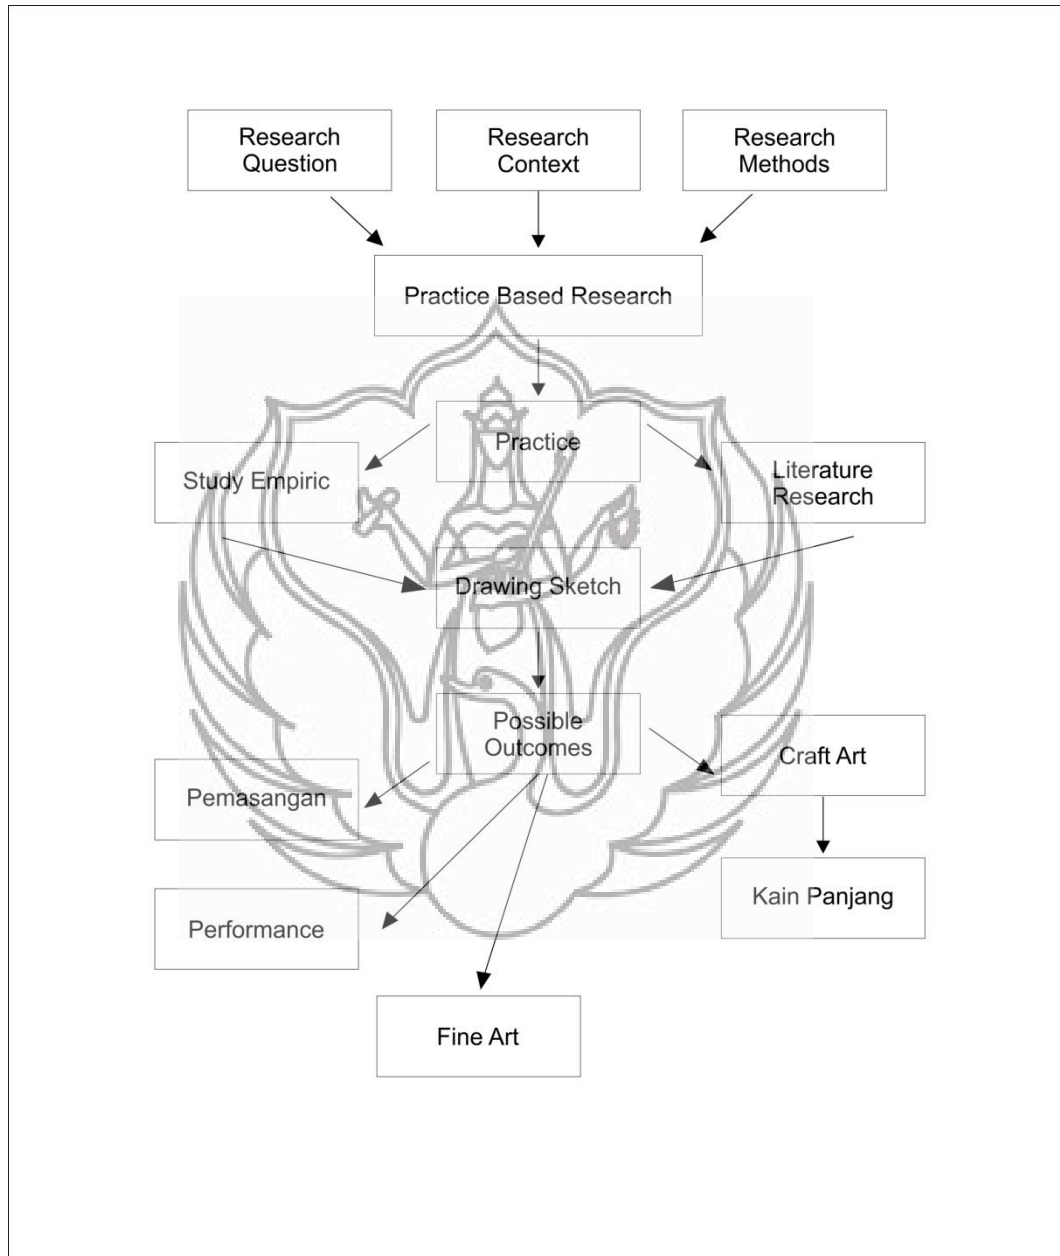 Research
Question
Research
Context
Research
Methods
Practice Based Research
Practice
Study Empiric
Literature
Research
Drawing Sketch
Possible
Outcomes
Craft Art
Pemasangan
Kain Panjang
Performance
Fine Art